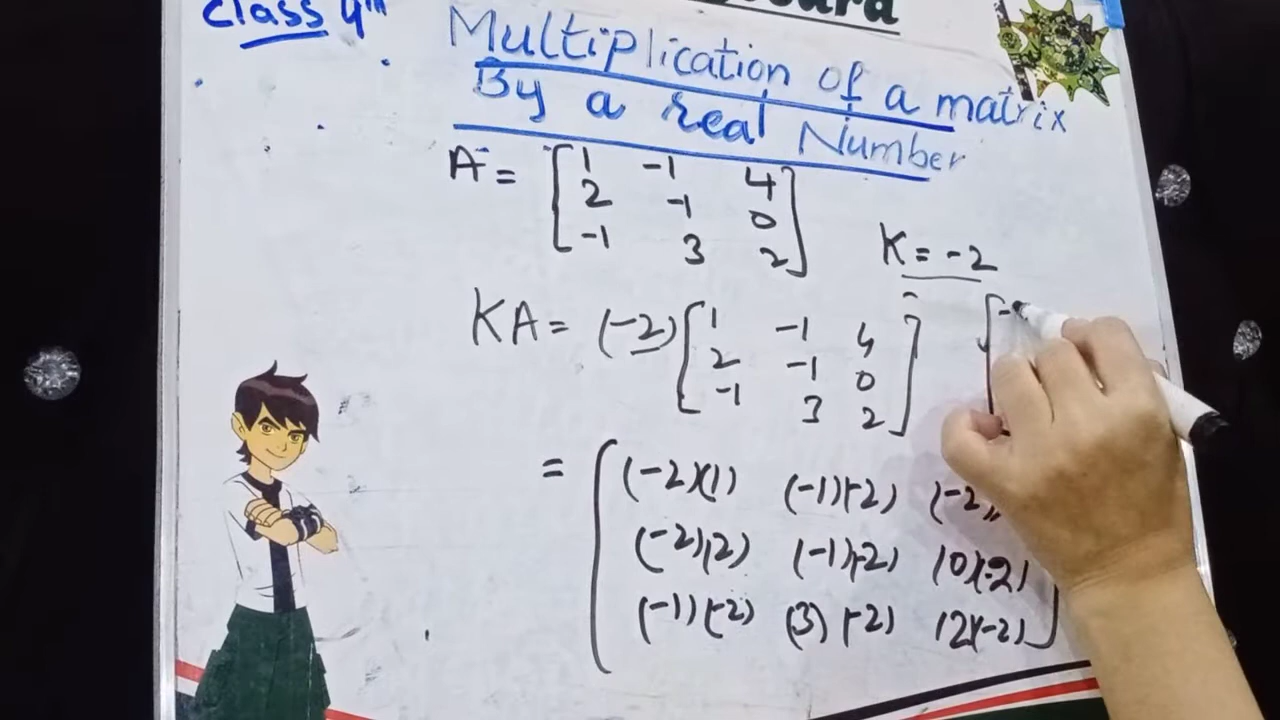 Class 9th
Multiplication of a matrix
By a real Number
A = [1 -1 4
2 -1 0
-1 3 2]
K = -2
KA = (-2) [1 -1 4
2 -1 0
-1 3 2]
[-
= [(-2)(1) (-1)(-2) (-2)
(-2)(2) (-1)(-2) (0)(-2)
(-1)(-2) (3)(-2) (2)(-2)]